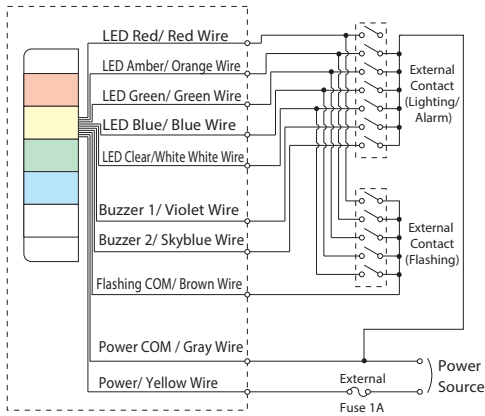 LED Red/ Red Wire
LED Amber/ Orange Wire
LED Green/ Green Wire
LED Blue/ Blue Wire
LED Clear/White White Wire
Buzzer 1/ Violet Wire
Buzzer 2/ Skyblue Wire
Flashing COM/ Brown Wire
Power COM / Gray Wire
Power/ Yellow Wire
External
Contact
(Lighting/
Alarm)
External
Contact
(Flashing)
External
Fuse 1A
Power
Source